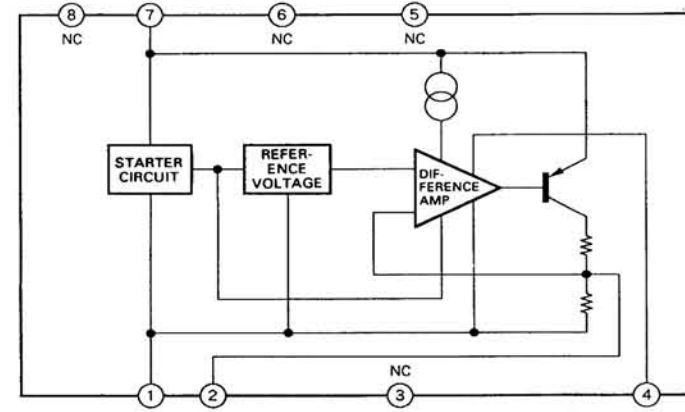 8 7 6 5
NC NC NC
STARTER
CIRCUIT
REFER-
ENCE
VOLTAGE
DIF-
FERENCE
AMP
NC
1 2 3 4